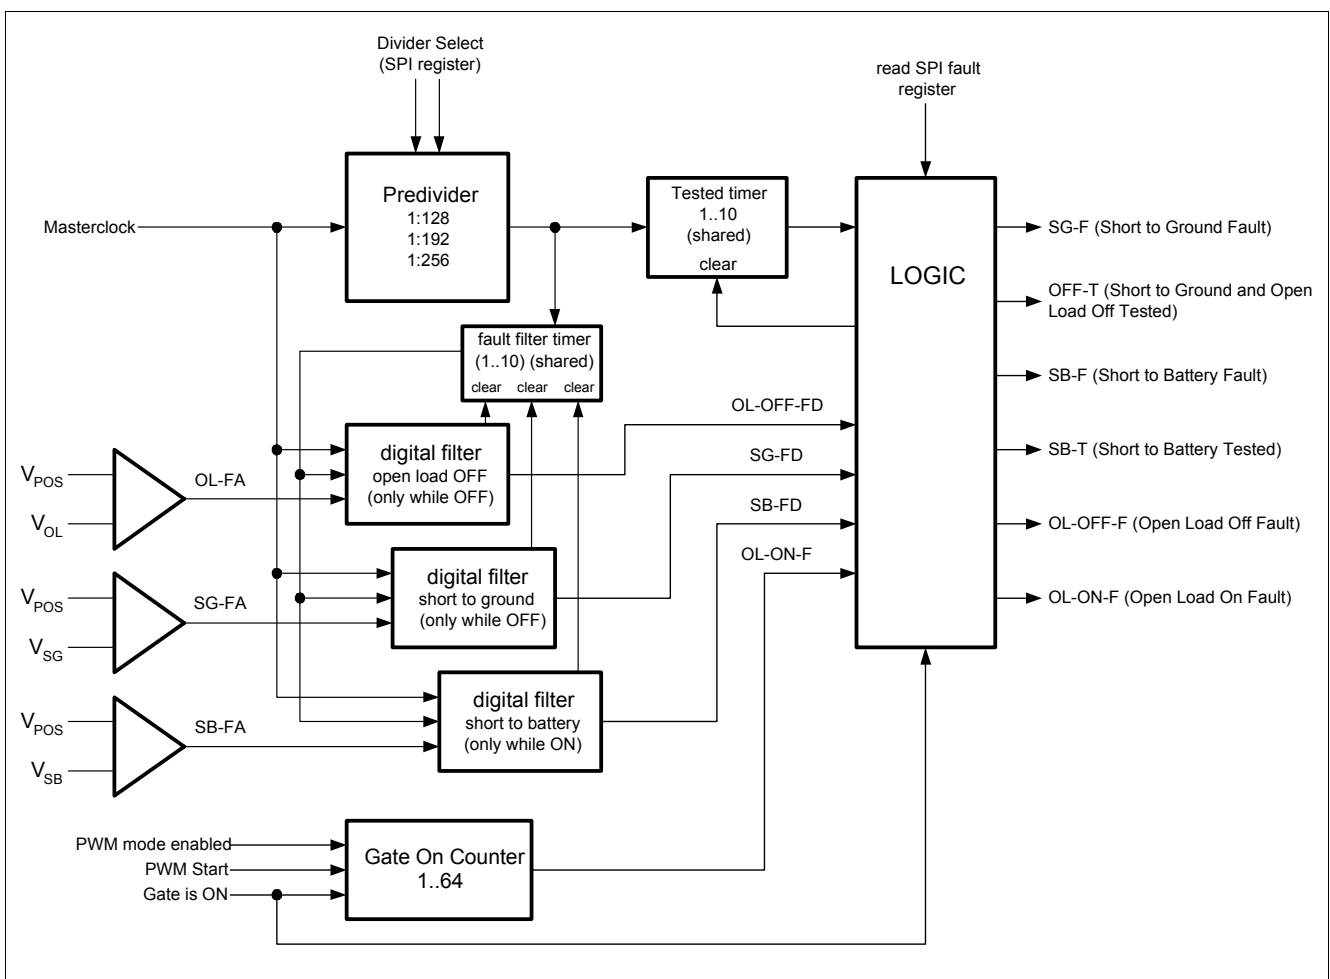 Divider Select
(SPI register)
read SPI fault
register
Predivider
1:128
1:192
1:256
Tested timer
1..10
(shared)
clear
Masterclock
LOGIC
SG-F (Short to Ground Fault)
OFF-T (Short to Ground and Open
Load Off Tested)
SB-F (Short to Battery Fault)
SB-T (Short to Battery Tested)
OL-OFF-F (Open Load Off Fault)
OL-ON-F (Open Load On Fault)
fault filter timer
(1..10) (shared)
clear clear clear
OL-OFF-FD
SG-FD
SB-FD
OL-ON-F
digital filter
open load OFF
(only while OFF)
VPOS
VOL
OL-FA
digital filter
short to ground
(only while OFF)
VPOS
VSG
SG-FA
digital filter
short to battery
(only while ON)
VPOS
VSB
SB-FA
PWM mode enabled
PWM Start
Gate is ON
Gate On Counter
1..64